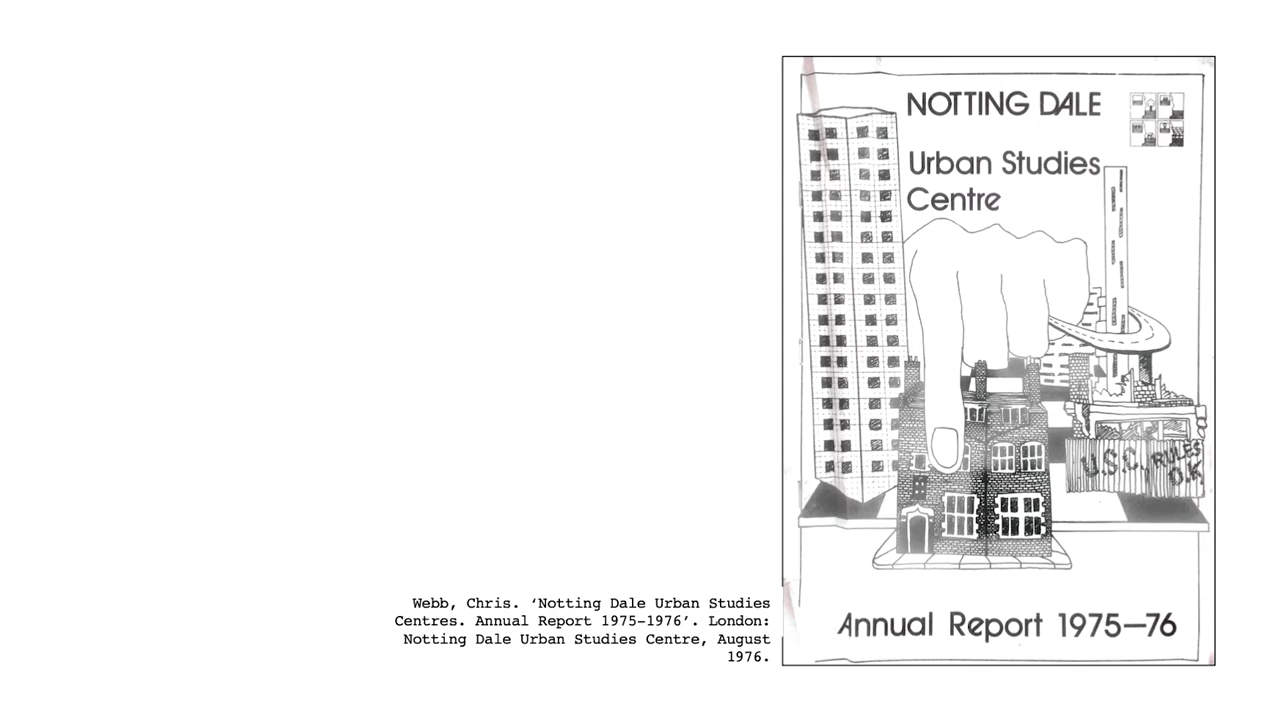 NOTTING DALE
Urban Studies
Centre
U.S.C. RULES
O.K
Annual Report 1975—76
Webb, Chris. ‘Notting Dale Urban Studies
Centres. Annual Report 1975-1976’. London:
Notting Dale Urban Studies Centre, August
1976.